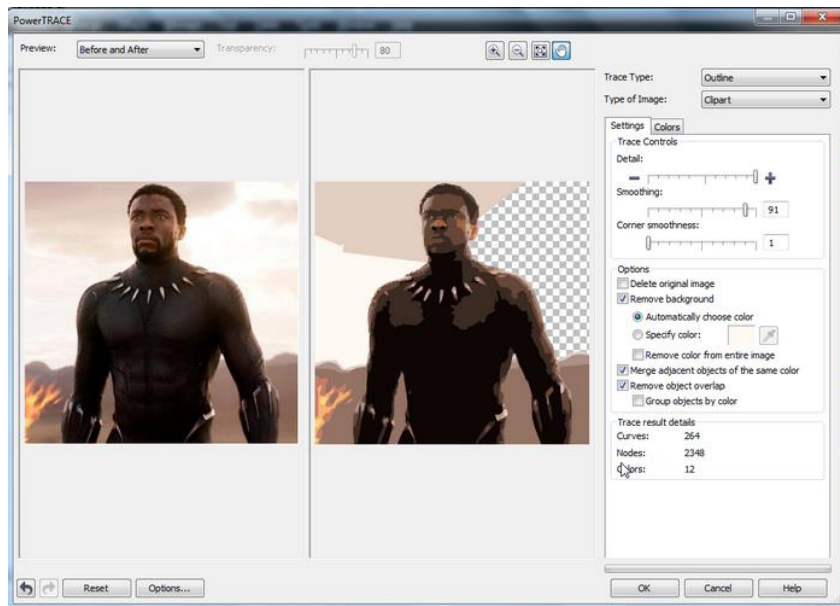 PowerTRACE
Preview: Before and After Transparency: 80
Trace Type: Outline
Type of Image: Clipart
Settings Colors
Trace Controls
Detail:
Smoothing:
91
Corner smoothness:
1
Options
Delete original image
Remove background
Automatically choose color
Specify color:
Remove color from entire image
Merge adjacent objects of the same color
Remove object overlap
Group objects by color
Trace result details
Curves: 264
Nodes: 2348
12
Reset Options... OK Cancel Help